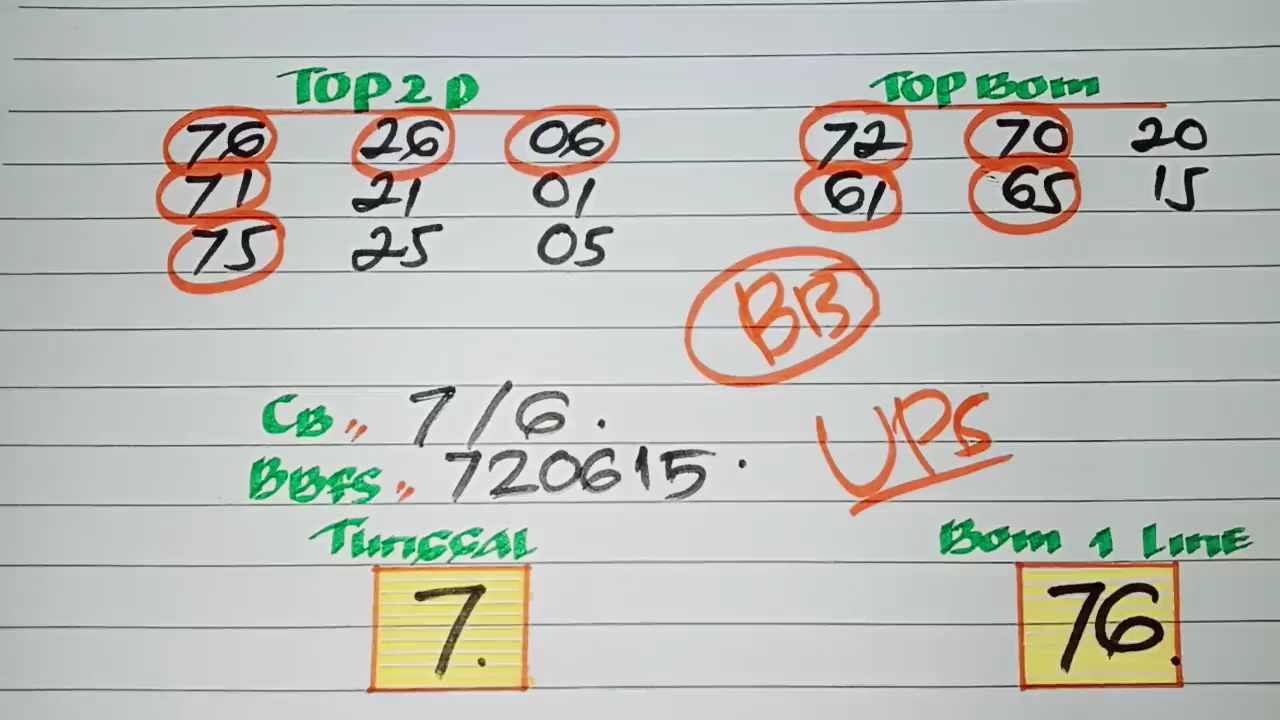 TOP 2 D TOP BOM
76 26 06 72 70 20
71 21 01 61 65 15
75 25 05
BB
CB ,, 7/6.
BBFS ,, 720615.
UPS
TUNGGAL BOM 1 LINE
7. 76.